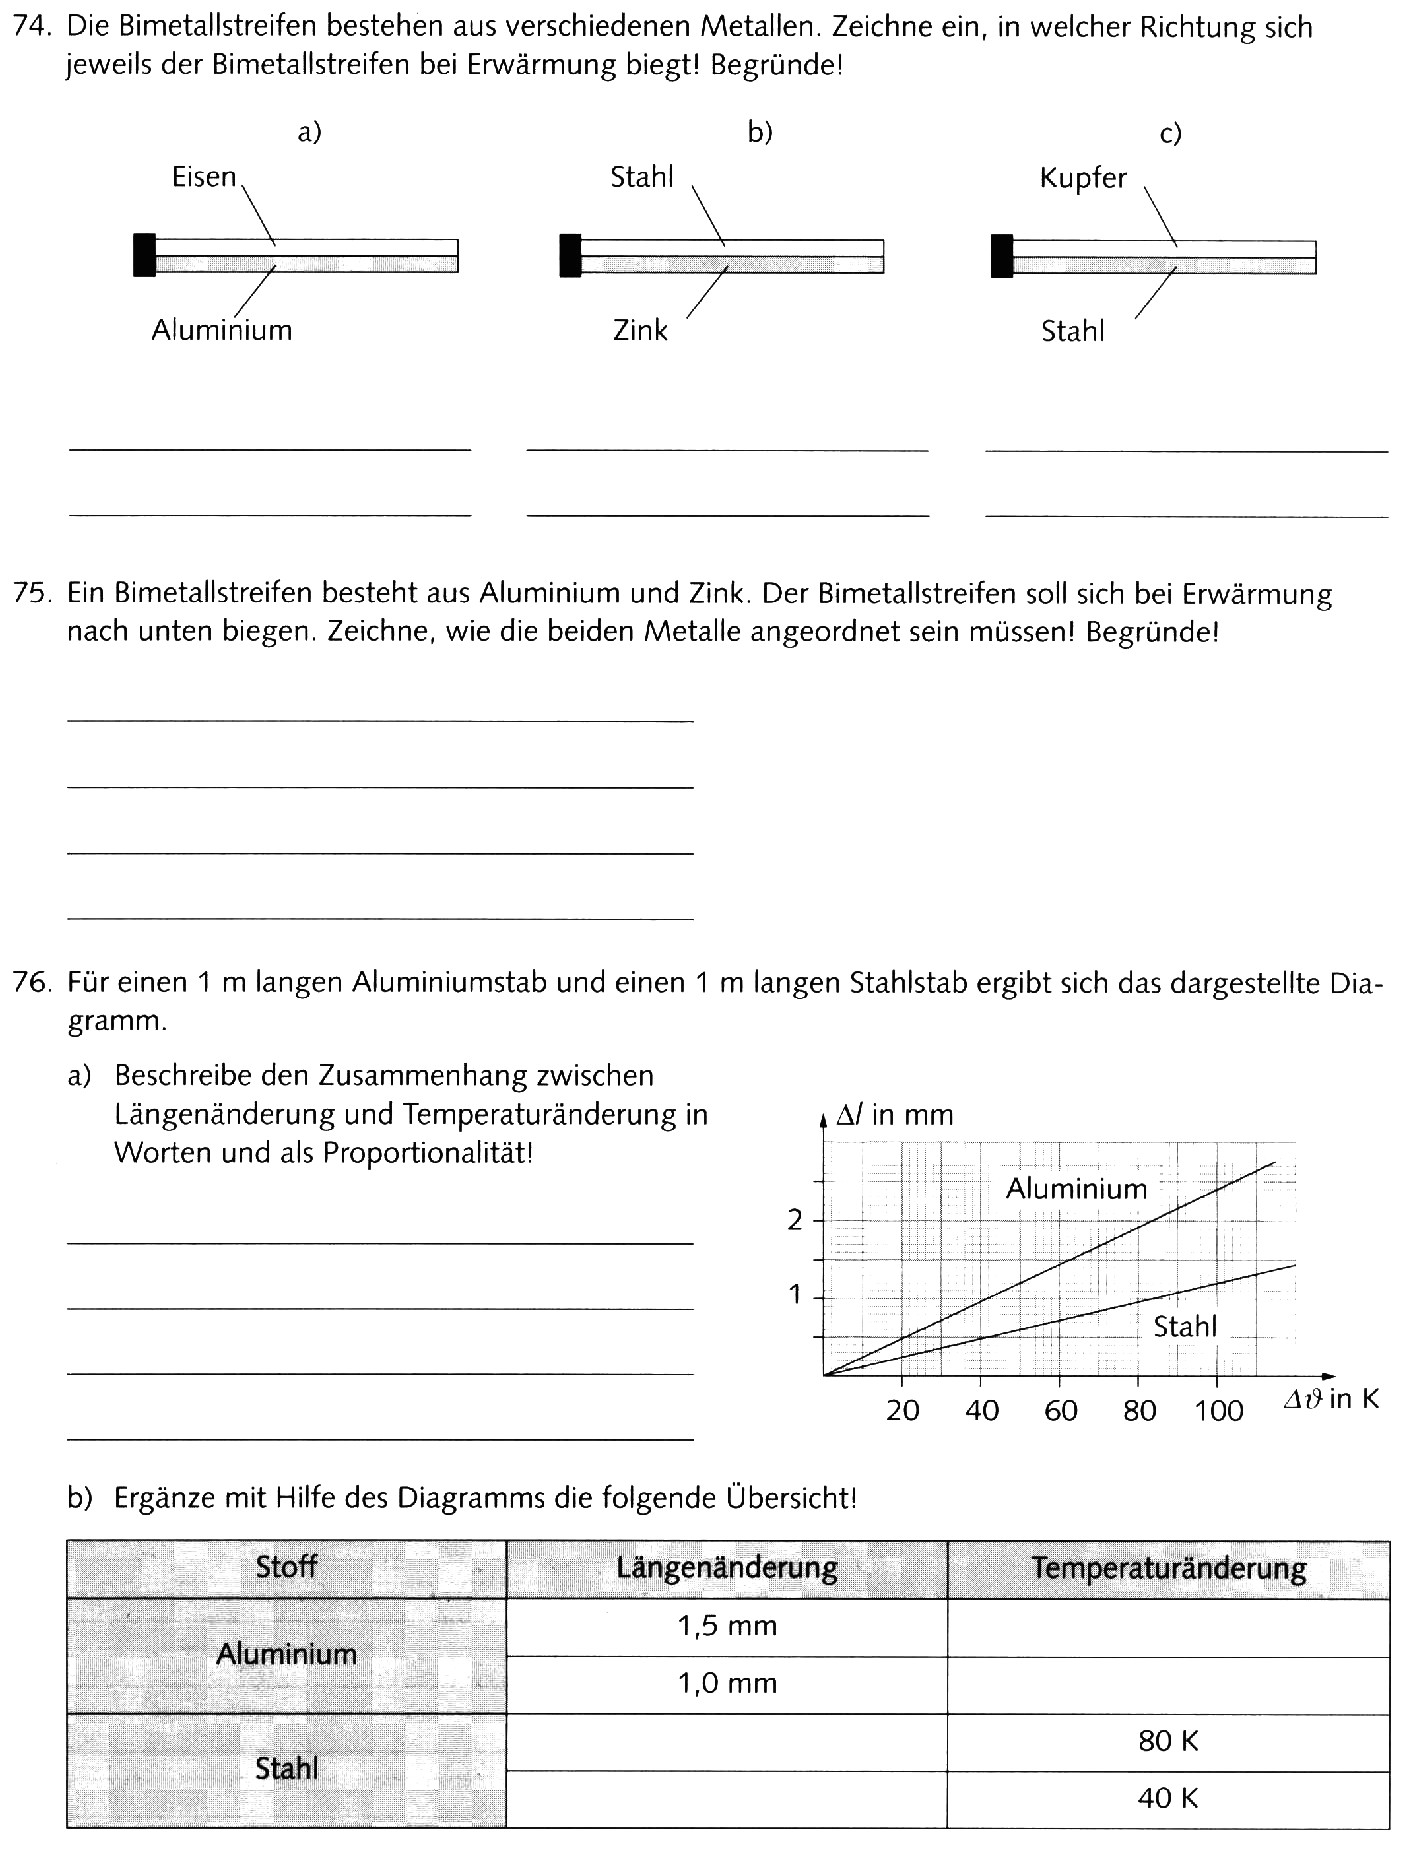 74. Die Bimetallstreifen bestehen aus verschiedenen Metallen. Zeichne ein, in welcher Richtung sich
jeweils der Bimetallstreifen bei Erwärmung biegt! Begründe!
a)
b)
c)
Eisen
Stahl
Kupfer
Aluminium
Zink
Stahl
75. Ein Bimetallstreifen besteht aus Aluminium und Zink. Der Bimetallstreifen soll sich bei Erwärmung
nach unten biegen. Zeichne, wie die beiden Metalle angeordnet sein müssen! Begründe!
76. Für einen 1 m langen Aluminiumstab und einen 1 m langen Stahlstab ergibt sich das dargestellte Dia-
gramm.
a) Beschreibe den Zusammenhang zwischen
Längenänderung und Temperaturänderung in
Worten und als Proportionalität!
Δl in mm
Aluminium
2
1
Stahl
20 40 60 80 100
Δϑ in K
b) Ergänze mit Hilfe des Diagramms die folgende Übersicht!
Stoff Längenänderung Temperaturänderung
Aluminium
1,5 mm
1,0 mm
Stahl
80 K
40 K